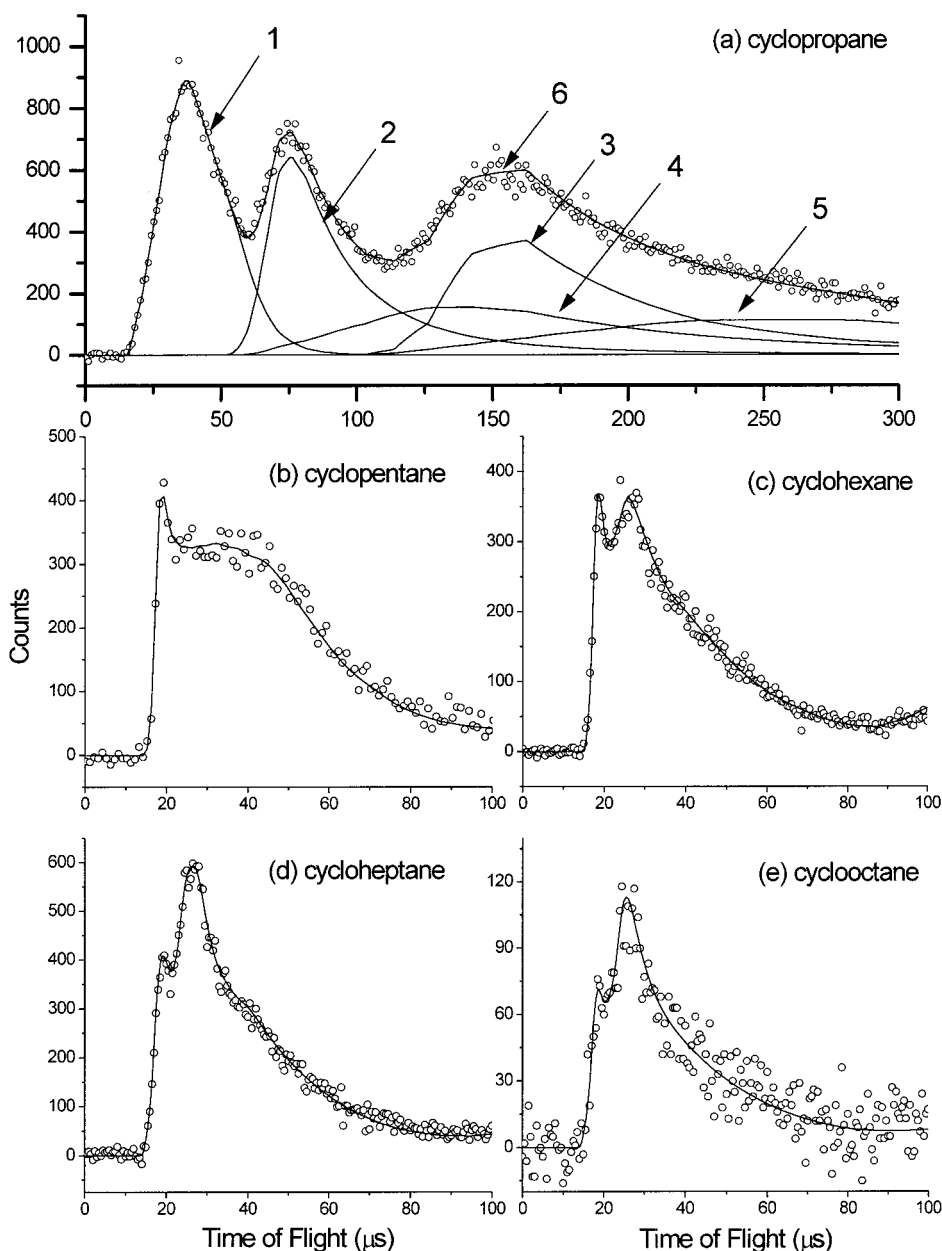 (a) cyclopropane
1
2
6
3
4
5
1000
800
600
400
200
0
0 50 100 150 200 250 300
(b) cyclopentane
500
400
300
200
100
0
0 20 40 60 80 100
(c) cyclohexane
400
300
200
100
0
0 20 40 60 80 100
Counts
(d) cycloheptane
600
500
400
300
200
100
0
0 20 40 60 80 100
Time of Flight (μs)
(e) cyclooctane
120
90
60
30
0
0 20 40 60 80 100
Time of Flight (μs)